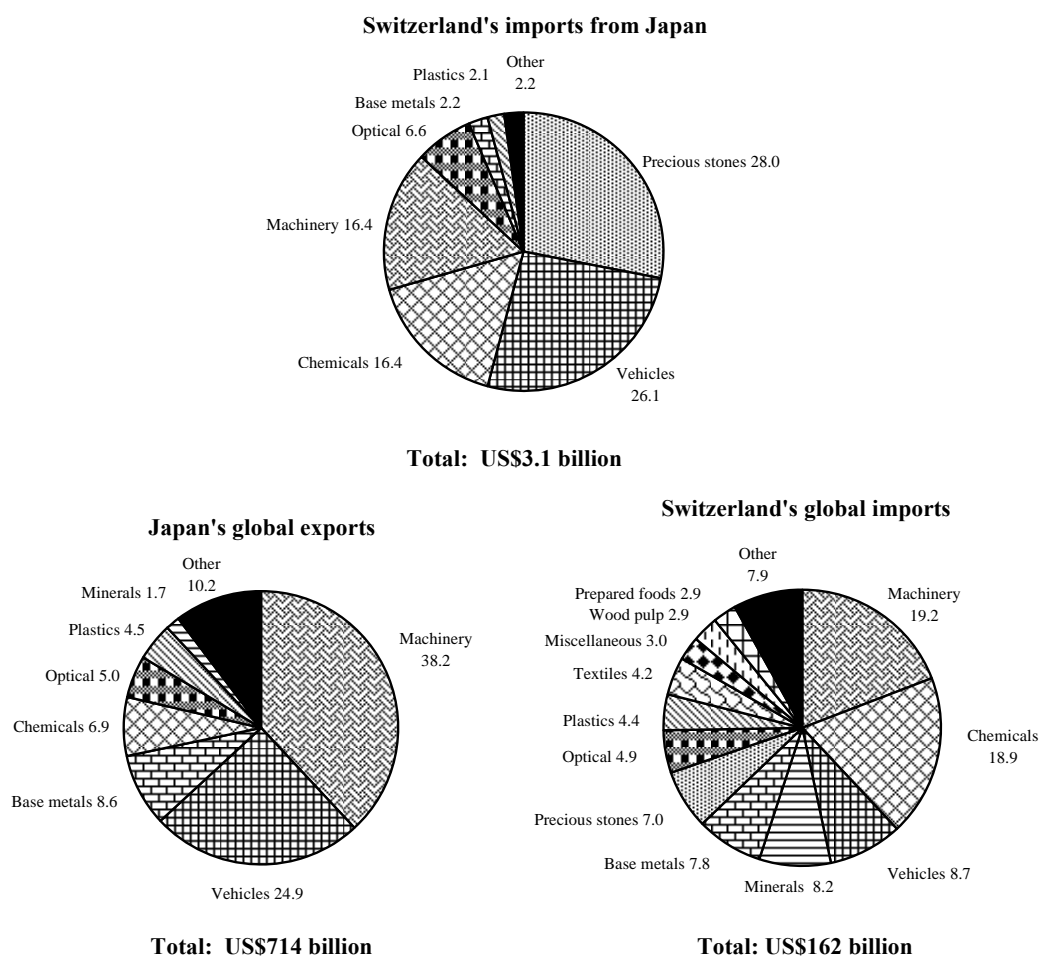 Switzerland's imports from Japan
Other
2.2
Plastics 2.1
Base metals 2.2
Optical 6.6
Precious stones 28.0
Machinery 16.4
Chemicals 16.4
Vehicles
26.1
Total:  US$3.1 billion
Japan's global exports
Other
10.2
Minerals 1.7
Plastics 4.5
Machinery
38.2
Optical 5.0
Chemicals 6.9
Base metals 8.6
Vehicles 24.9
Total:  US$714 billion
Switzerland's global imports
Other
7.9
Prepared foods 2.9
Wood pulp 2.9
Machinery
19.2
Miscellaneous 3.0
Textiles 4.2
Plastics 4.4
Chemicals
18.9
Optical 4.9
Precious stones 7.0
Base metals 7.8
Vehicles 8.7
Minerals  8.2
Total: US$162 billion